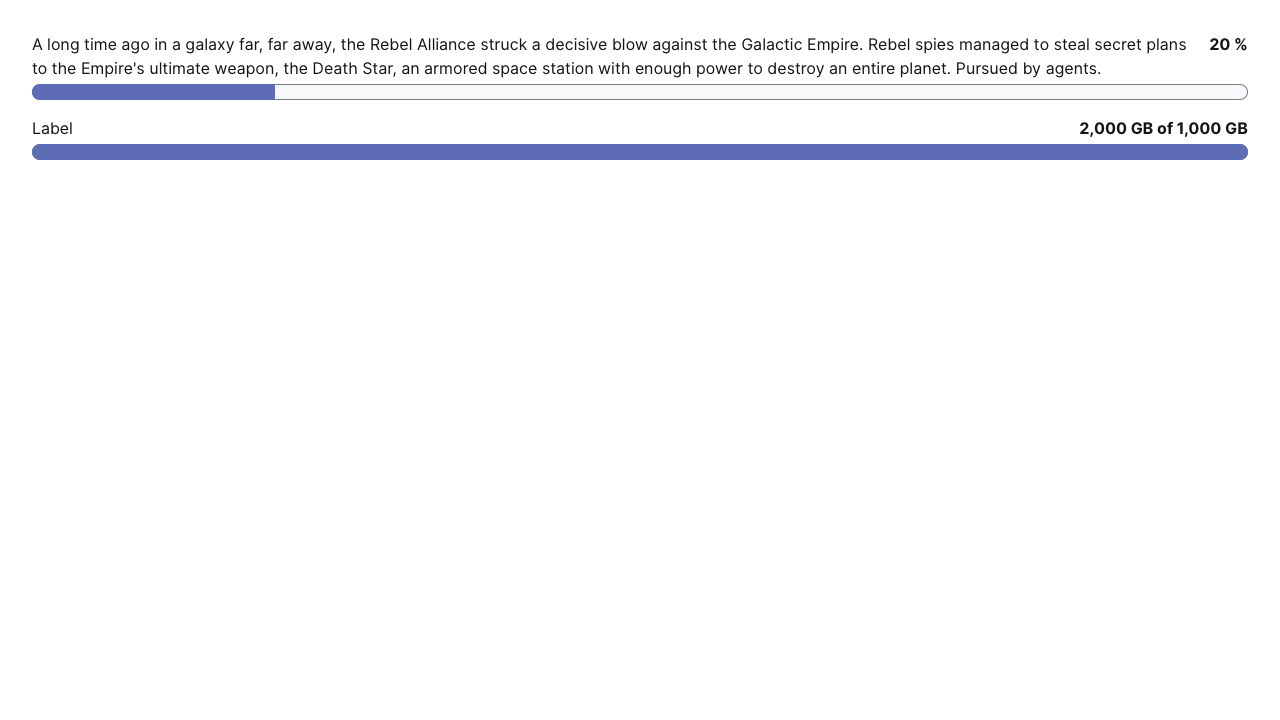 A long time ago in a galaxy far, far away, the Rebel Alliance struck a decisive blow against the Galactic Empire. Rebel spies managed to steal secret plans 20 %
to the Empire's ultimate weapon, the Death Star, an armored space station with enough power to destroy an entire planet. Pursued by agents.
Label 2,000 GB of 1,000 GB